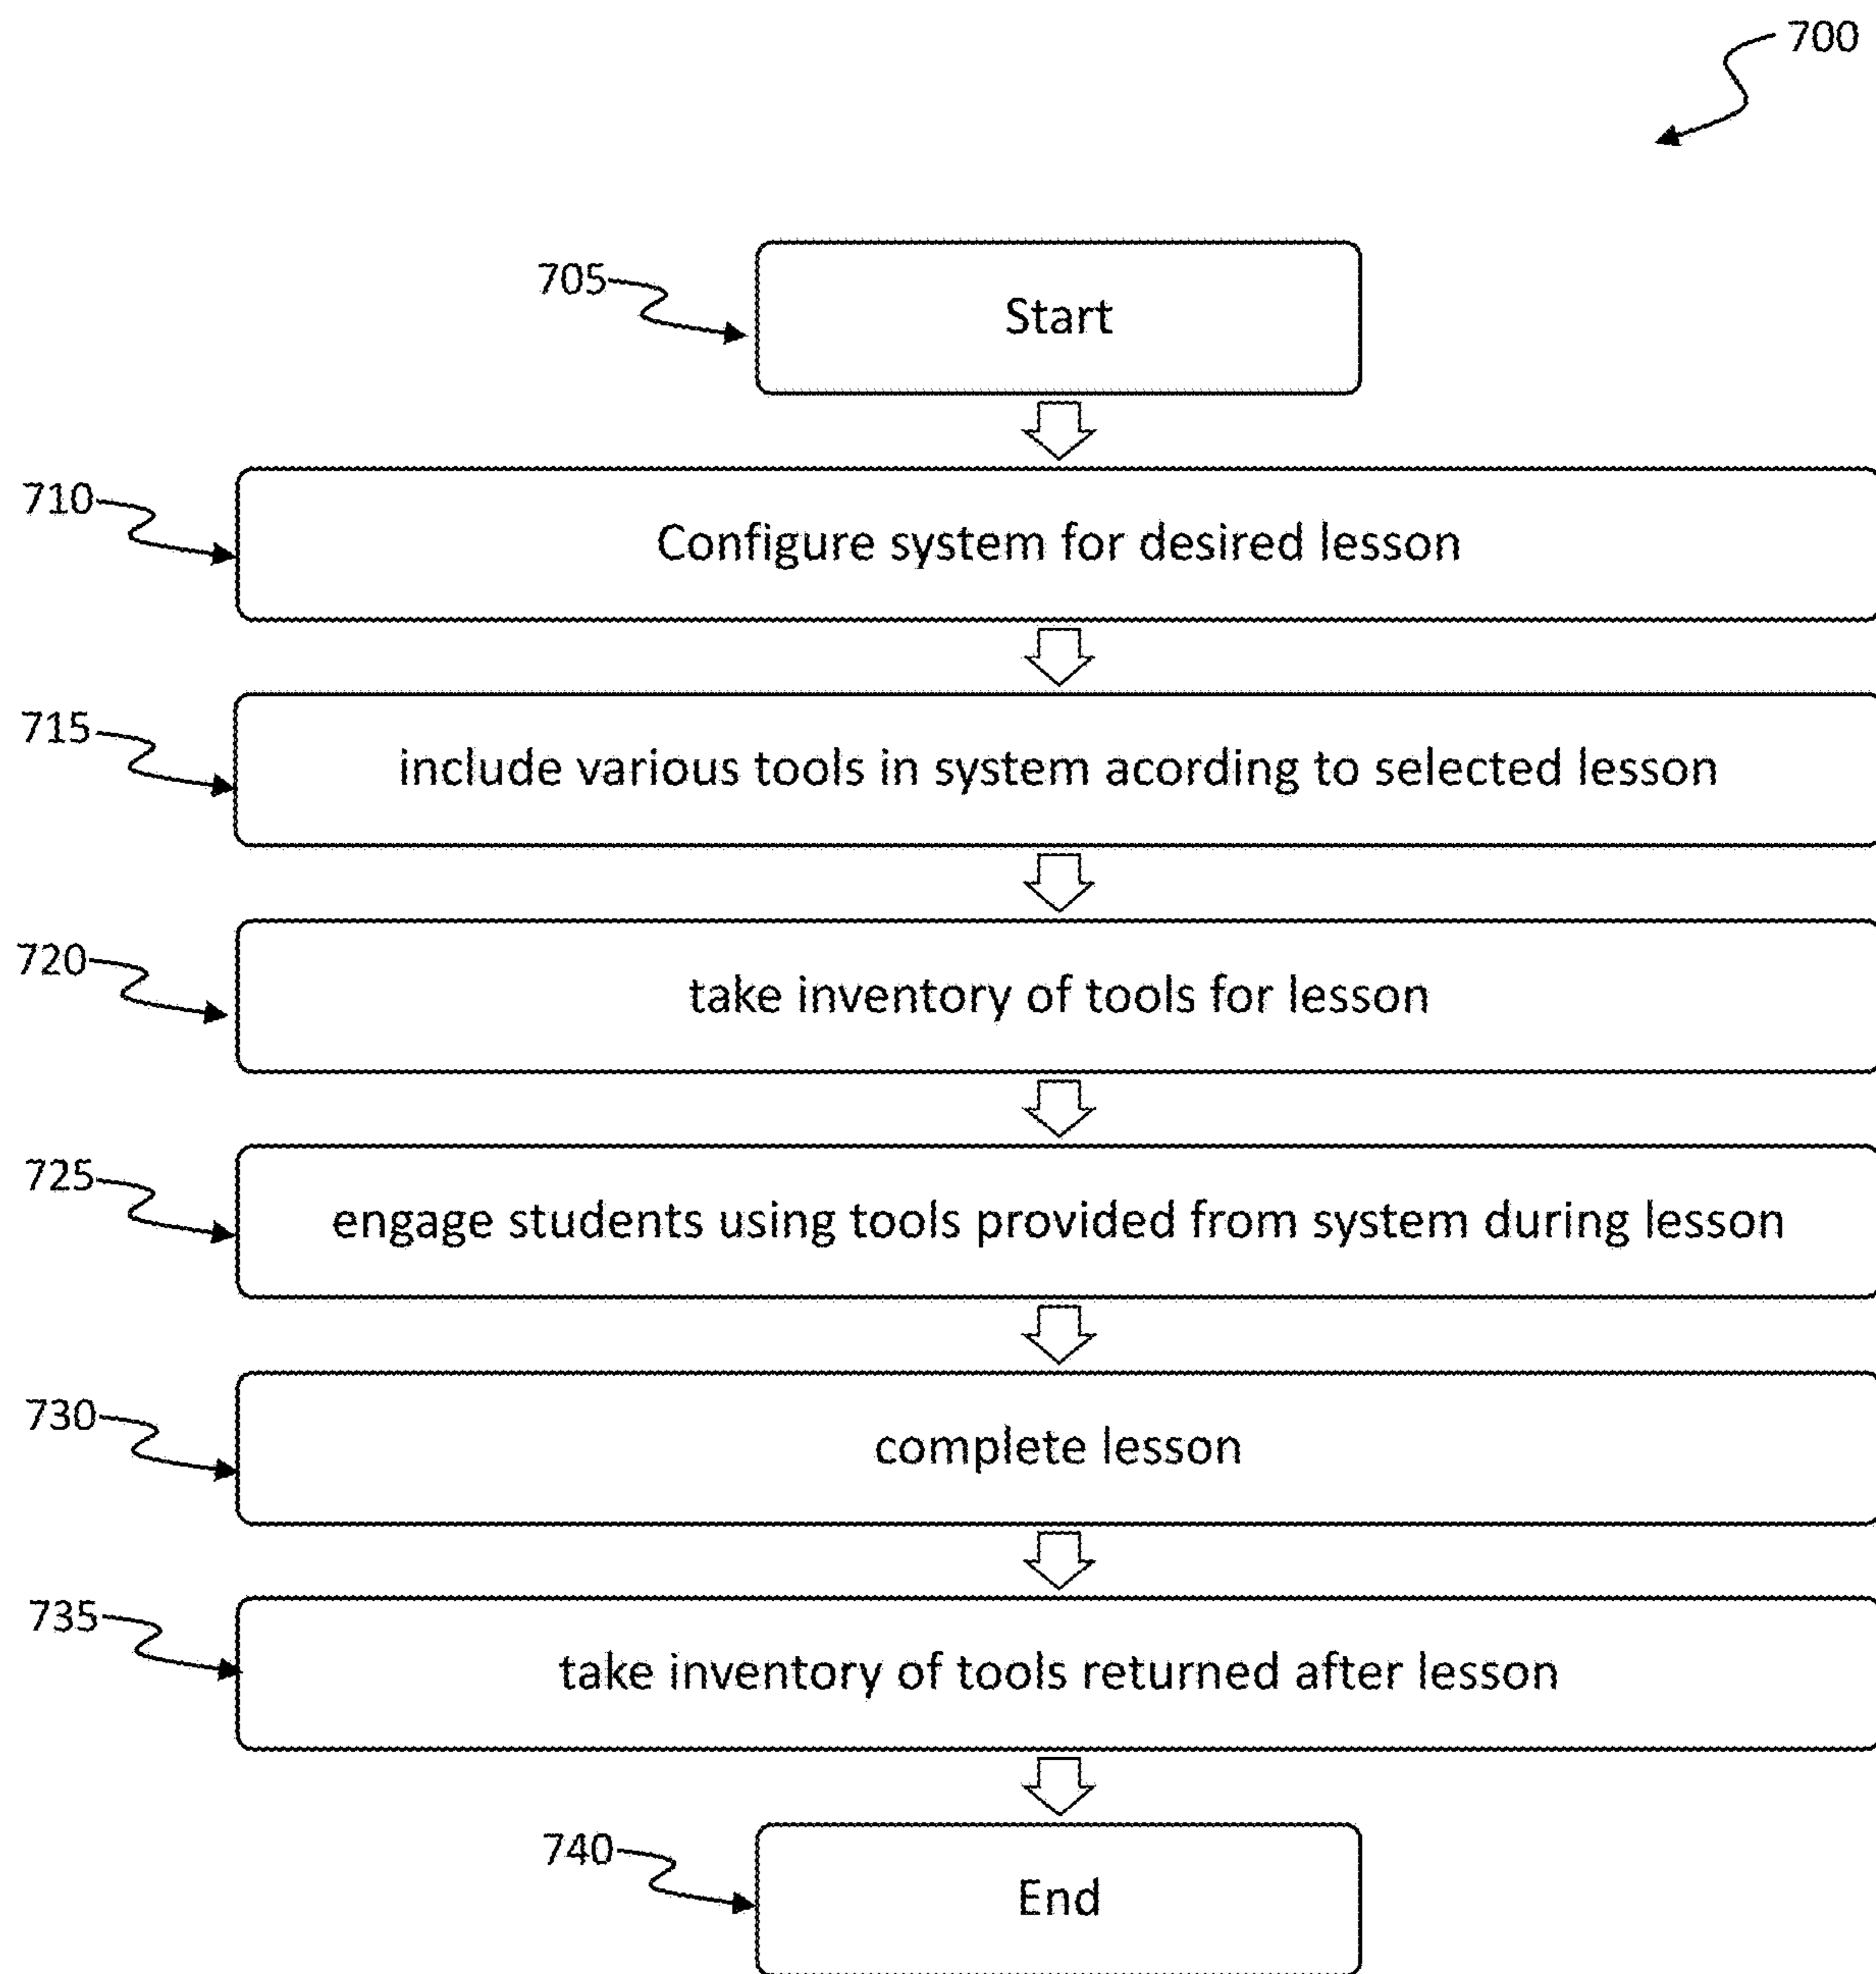 700
705
Start
710
Configure system for desired lesson
715
include various tools in system acording to selected lesson
720
take inventory of tools for lesson
725
engage students using tools provided from system during lesson
730
complete lesson
735
take inventory of tools returned after lesson
740
End